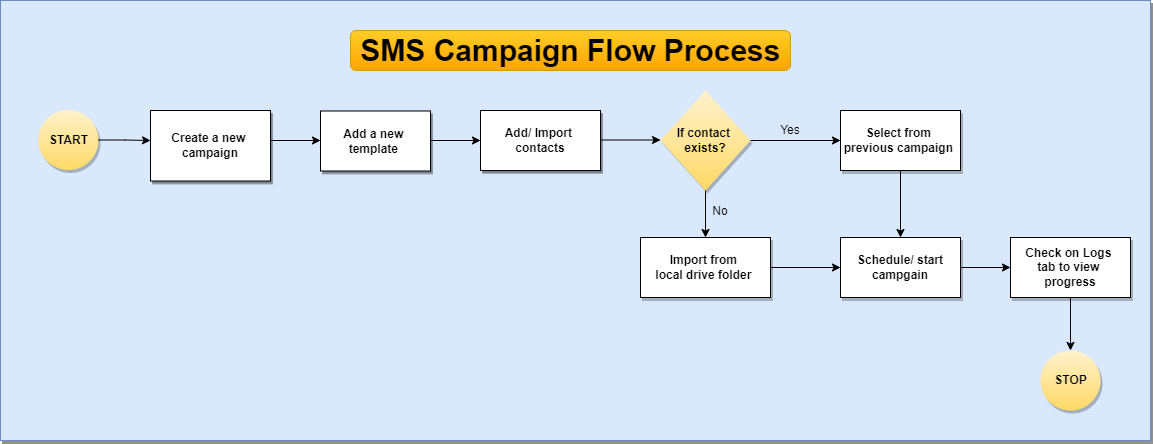 SMS Campaign Flow Process
START
Create a new
campaign
Add a new
template
Add/ Import
contacts
If contact
exists?
Yes
Select from
previous campaign
No
Import from
local drive folder
Schedule/ start
campgain
Check on Logs
tab to view
progress
STOP